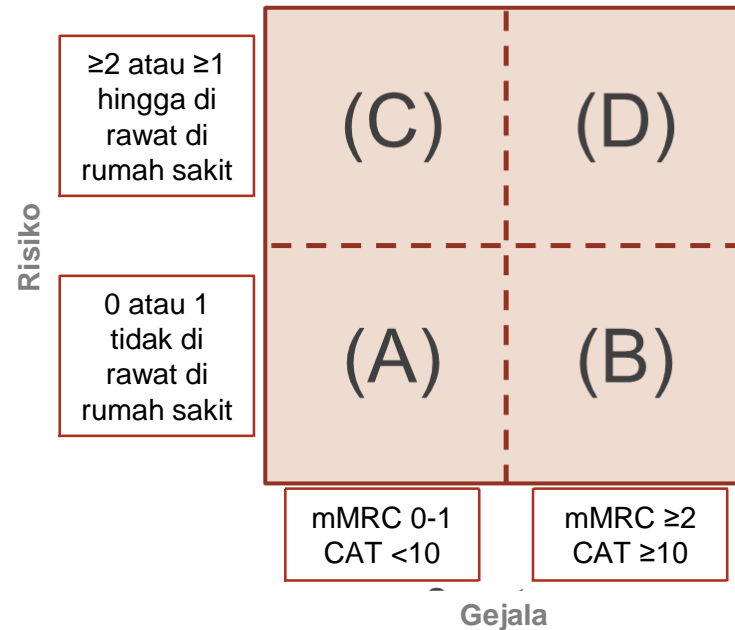 ≥2 atau ≥1
hingga di
rawat di
rumah sakit
(C)
(D)
Risiko
0 atau 1
tidak di
rawat di
rumah sakit
(A)
(B)
mMRC 0-1
CAT <10
mMRC ≥2
CAT ≥10
Gejala